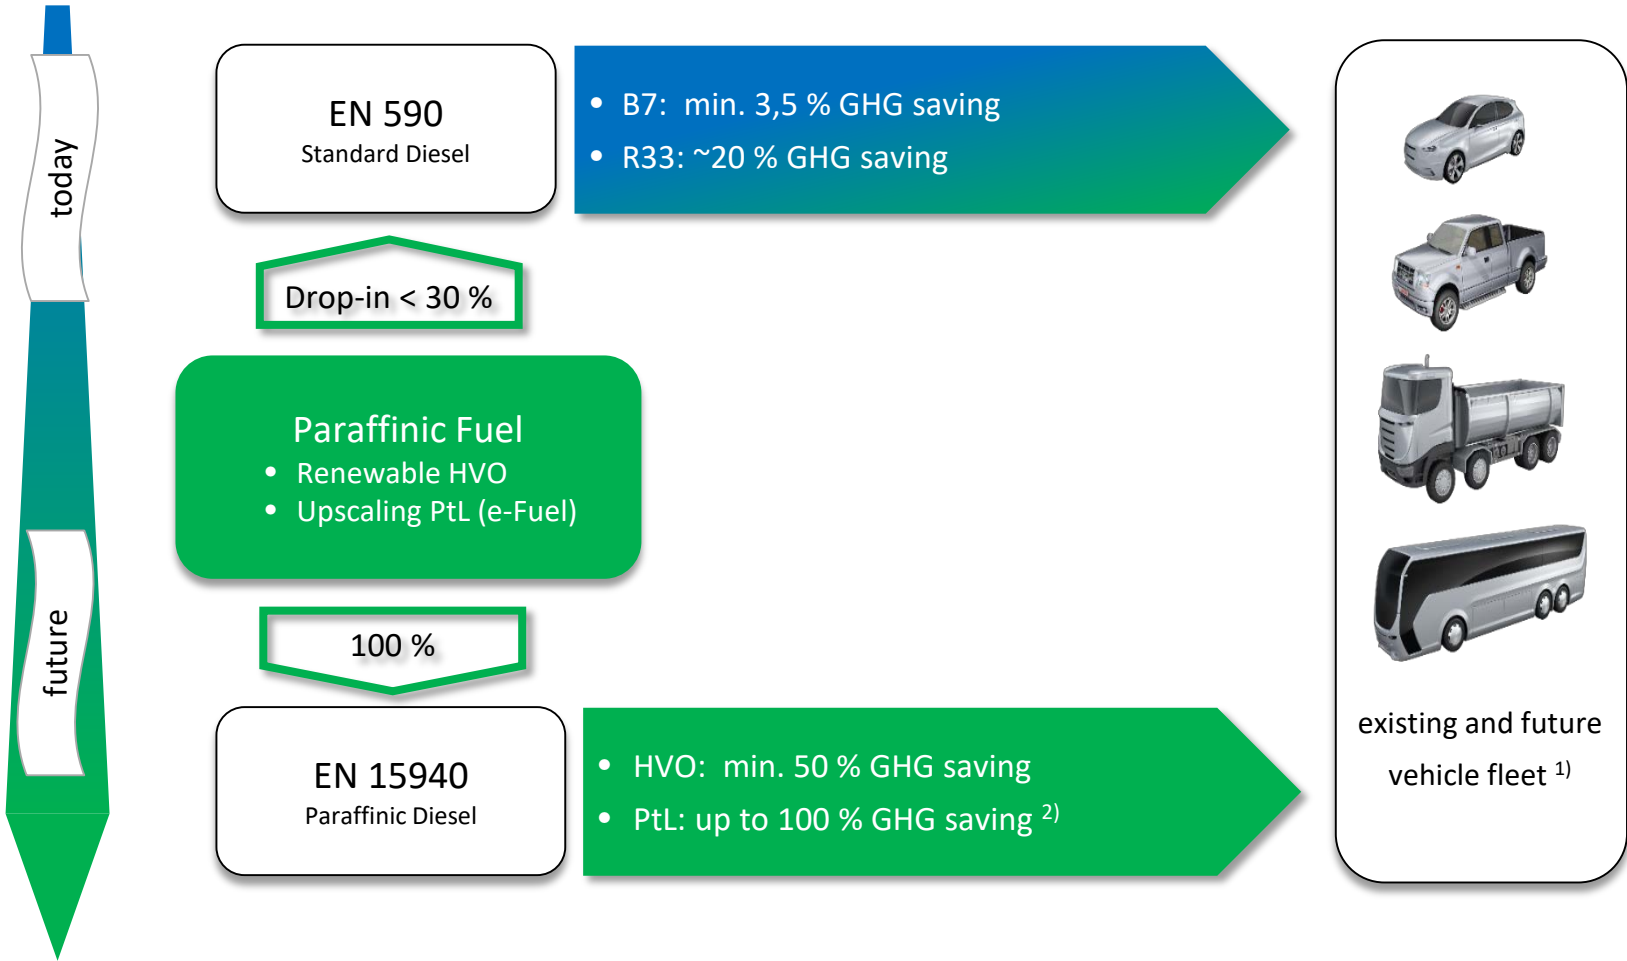 today
EN 590
Standard Diesel
• B7:  min. 3,5 % GHG saving
• R33: ~20 % GHG saving
Drop-in < 30 %
Paraffinic Fuel
• Renewable HVO
• Upscaling PtL (e-Fuel)
future
100 %
EN 15940
Paraffinic Diesel
• HVO:  min. 50 % GHG saving
• PtL: up to 100 % GHG saving 2)
existing and future
vehicle fleet 1)